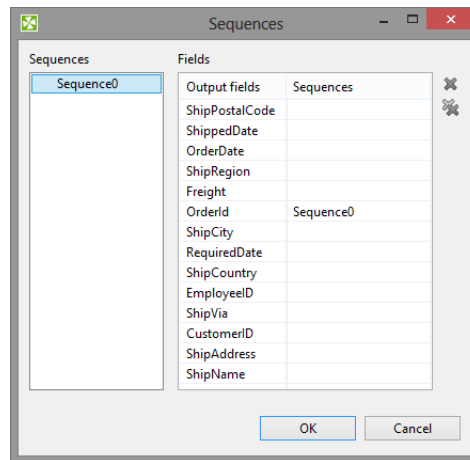 Sequences
Sequences
Fields
Sequence0
Output fields Sequences
ShipPostalCode
ShippedDate
OrderDate
ShipRegion
Freight
OrderId Sequence0
ShipCity
RequiredDate
ShipCountry
EmployeeID
ShipVia
CustomerID
ShipAddress
ShipName
OK
Cancel